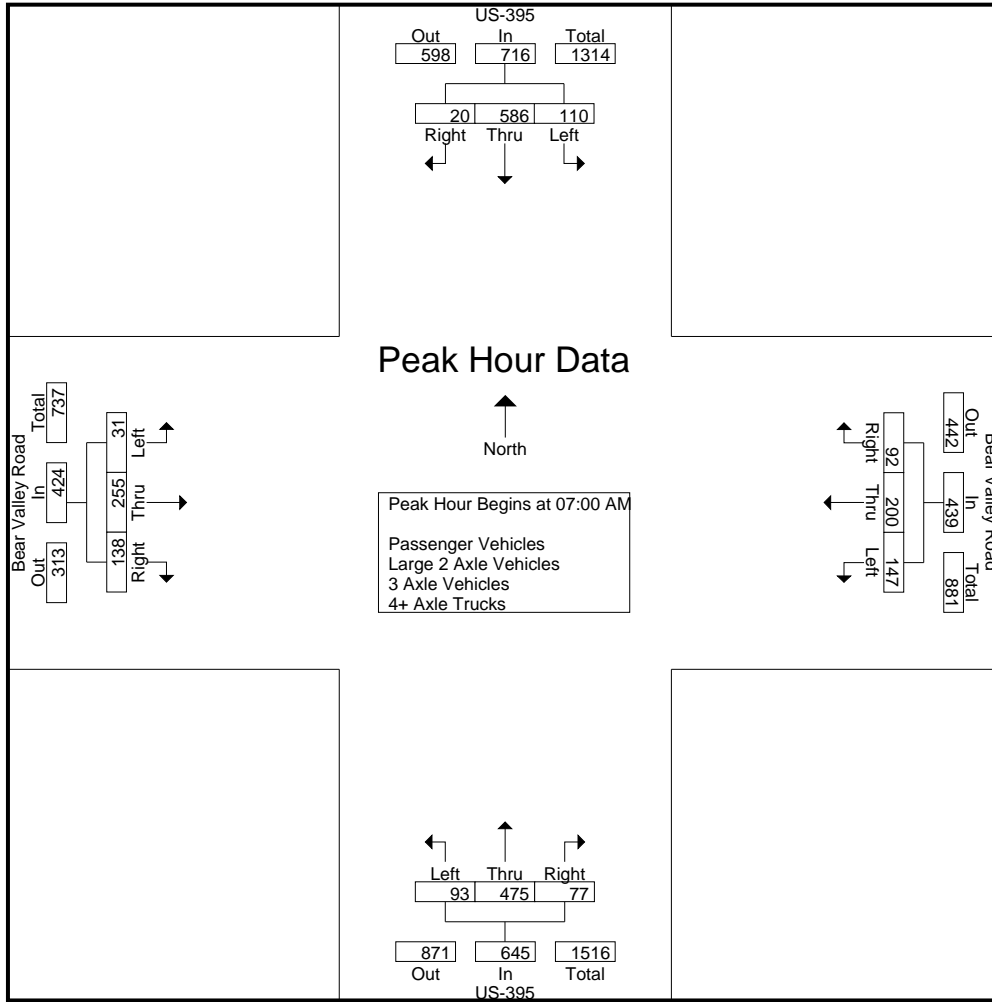 US-395
Out In Total
598 716 1314
20 586 110
Right Thru Left
Peak Hour Data
North
Peak Hour Begins at 07:00 AM
Passenger Vehicles
Large 2 Axle Vehicles
3 Axle Vehicles
4+ Axle Trucks
Bear Valley Road
Out In Total
313 424 737
138 255 31
Right Thru Left
Bear Valley Road
Out In Total
442 439 881
92 200 147
Right Thru Left
Left Thru Right
93 475 77
871 645 1516
Out In Total
US-395